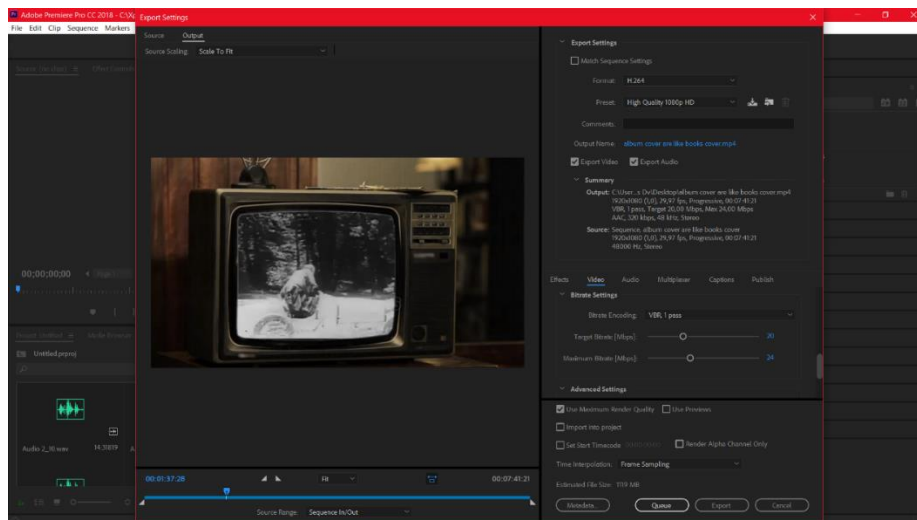 Adobe Premiere Pro CC 2018 - C:\
Export Settings
File Edit Clip Sequence Markers
Source Output
Source Scaling: Scale To Fit
Export Settings
Match Sequence Settings
Format: H.264
Preset: High Quality 1080p HD
Comments:
Output Name: album cover are like books cover.mp4
Export Video Export Audio
Summary
Output: C:\User...s Ov\Desktop\album cover are like books cover.mp4
1920x1080 (1,0), 29,97 fps, Progressive, 00:07:41:21
VBR, 1 pass, Target 20,00 Mbps, Max 24,00 Mbps
AAC, 320 kbps, 48 kHz, Stereo
Source: Sequence, album cover are like books cover
1920x1080 (1,0), 29,97 fps, Progressive, 00:07:41:21
48000 Hz, Stereo
Effects Video Audio Multiplexer Captions Publish
Bitrate Settings
Bitrate Encoding: VBR, 1 pass
Target Bitrate [Mbps]: 20
Maximum Bitrate [Mbps]: 24
Advanced Settings
Use Maximum Render Quality Use Previews
Import into project
Set Start Timecode 00:00:00:00 Render Alpha Channel Only
Time Interpolation: Frame Sampling
Estimated File Size: 1119 MB
Metadata... Queue Export Cancel
00;00;00;00
Media Browser
Untitled.prproj
Audio 2_10.wav
00:01:37:28 Fit 00:07:41:21
Source Range: Sequence In/Out